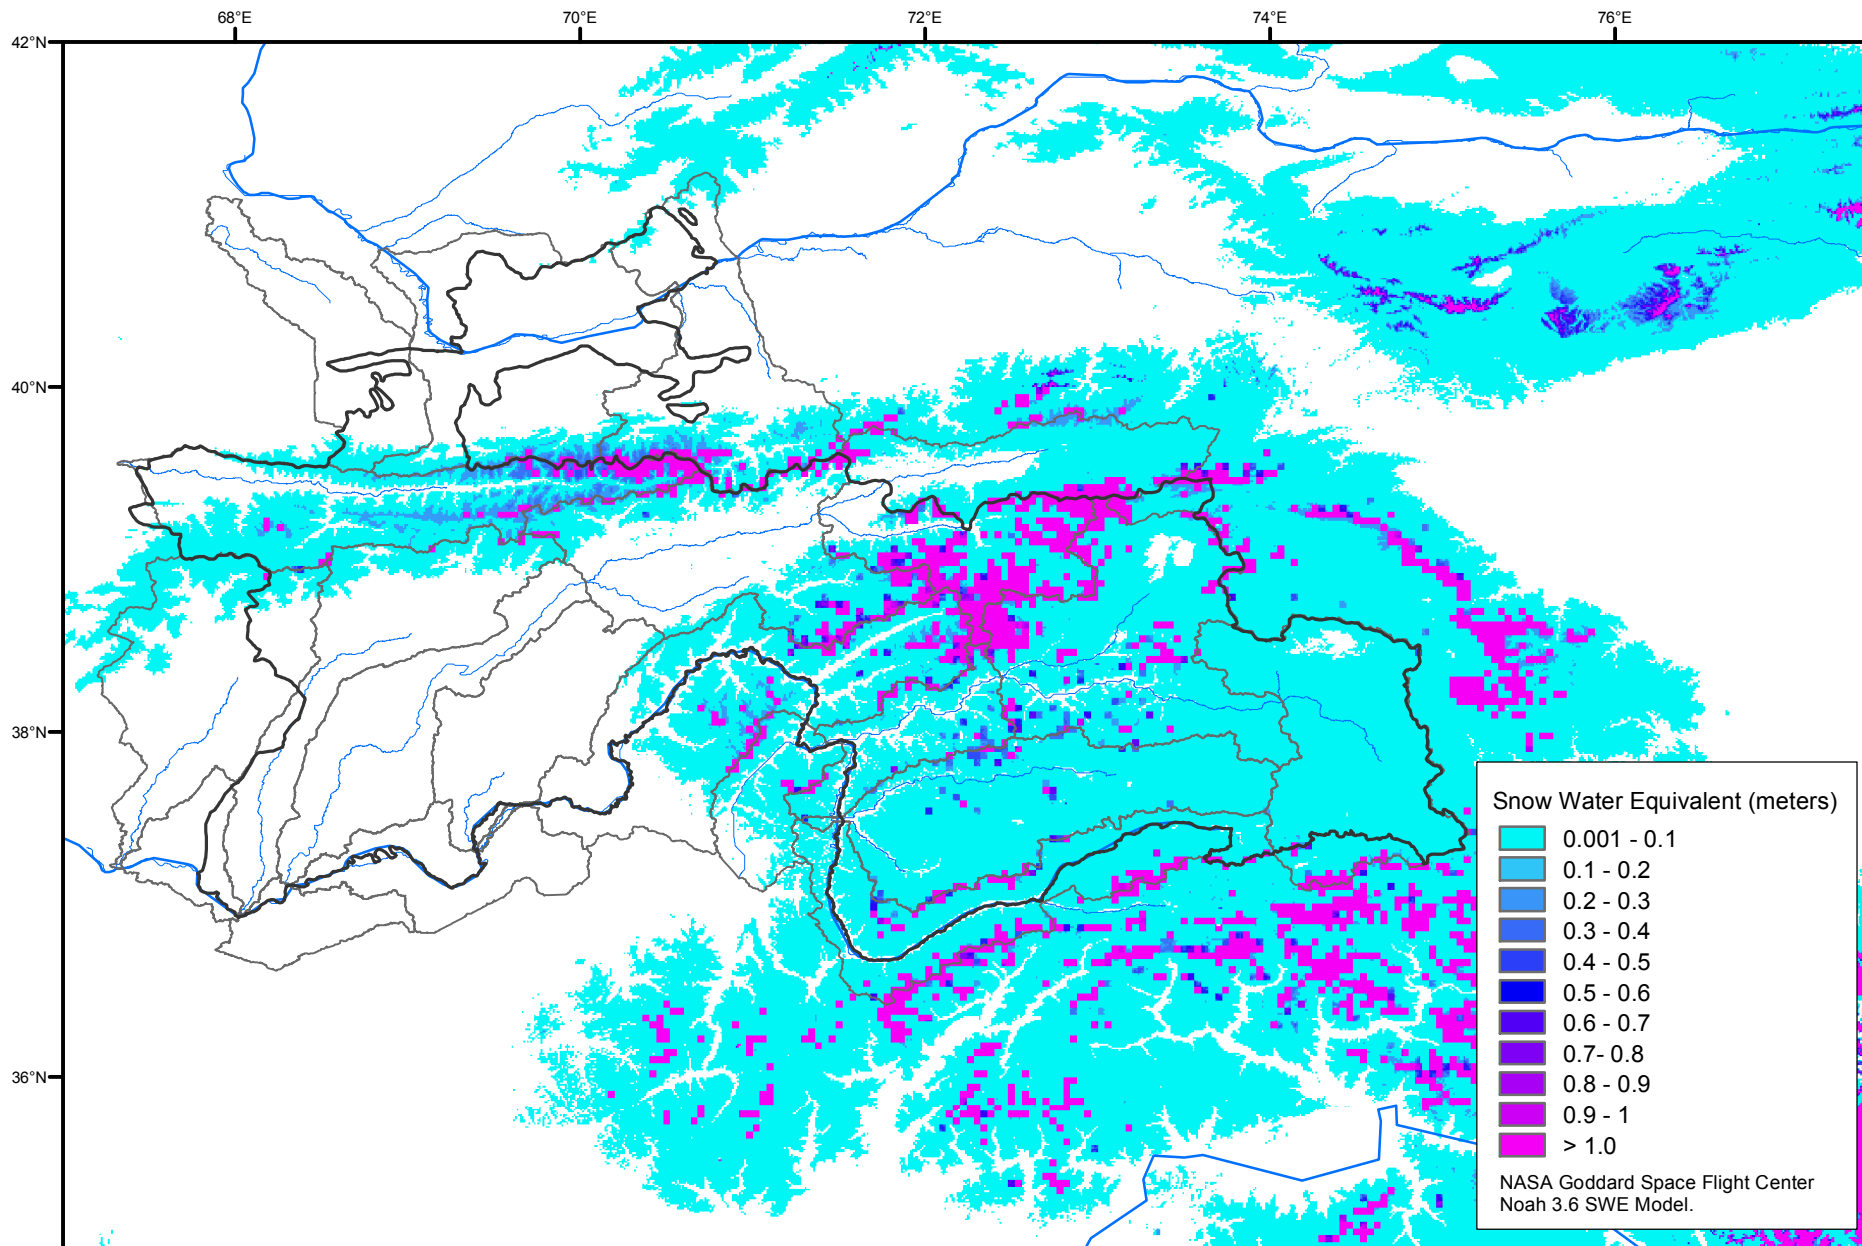 68°E
70°E
72°E
74°E
76°E
42°N
40°N
38°N
36°N
Snow Water Equivalent (meters)
0.001 - 0.1
0.1 - 0.2
0.2 - 0.3
0.3 - 0.4
0.4 - 0.5
0.5 - 0.6
0.6 - 0.7
0.7- 0.8
0.8 - 0.9
0.9 - 1
> 1.0
NASA Goddard Space Flight Center
Noah 3.6 SWE Model.